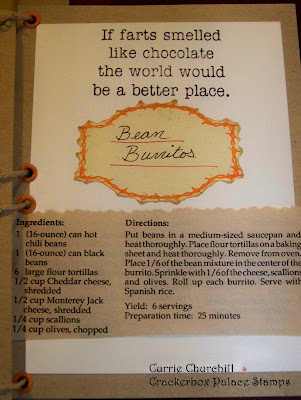 If farts smelled
like chocolate
the world would
be a better place.
Bean
Burritos
Ingredients:
1 (16-ounce) can hot
chili beans
1 (16-ounce) can black
beans
6 large flour tortillas
1/2 cup Cheddar cheese,
shredded
1/2 cup Monterey Jack
cheese, shredded
1/4 cup scallions
1/4 cup olives, chopped
Directions:
Put beans in a medium-sized saucepan and
heat thoroughly. Place flour tortillas on a baking
sheet and heat thoroughly. Remove from oven.
Place 1/6 of the bean mixture in the center of the
burrito. Sprinkle with 1/6 of the cheese, scallions
and olives. Roll up each burrito. Serve with
Spanish rice.
Yield: 6 servings
Preparation time: 25 minutes
Carrie Churchill
Crackerbox Palace Stamps